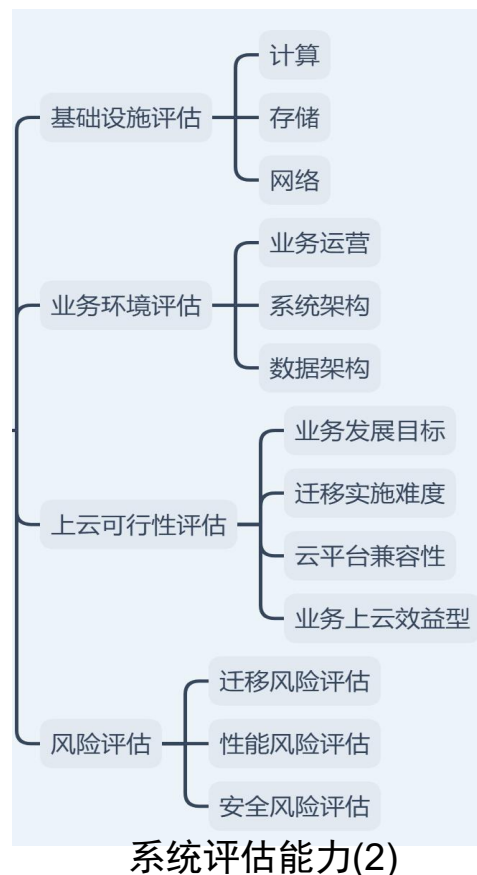 基础设施评估
计算
存储
网络
业务环境评估
业务运营
系统架构
数据架构
上云可行性评估
业务发展目标
迁移实施难度
云平台兼容性
业务上云效益型
风险评估
迁移风险评估
性能风险评估
安全风险评估
系统评估能力(2)